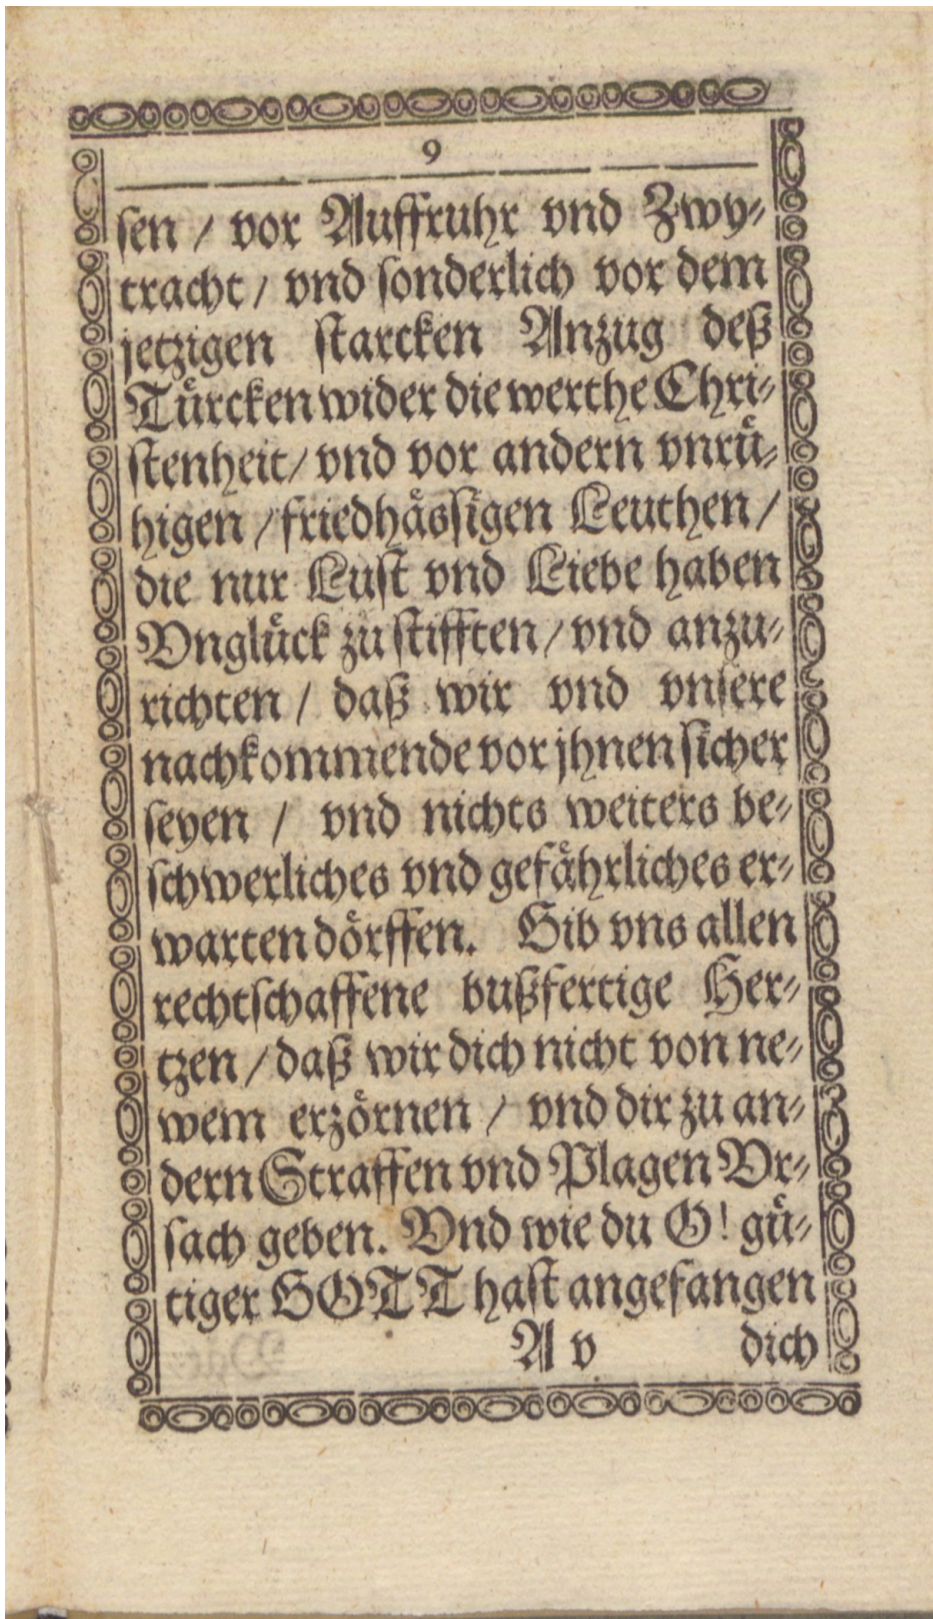 9
sen / vor Auffruhr vnd Zwy⸗
tracht / vnd sonderlich vor dem
jetzigen starcken Anzug deß
Türcken wider die werthe Chri⸗
stenheit / vnd vor andern vnrü⸗
higen / friedhässigen Leuthen /
die nur Lust vnd Liebe haben
Vnglück zu stifften / vnd anzu⸗
richten / daß wir vnd vnsere
nachkommende vor jhnen sicher
seyen / vnd nichts weiters be⸗
schwerliches vnd gefährliches er⸗
warten dörffen. Gib vns allen
rechtschaffene bußfertige Her⸗
tzen / daß wir dich nicht von ne⸗
wem erzörnen / vnd dir zu an⸗
dern Straffen vnd Plagen Vr⸗
sach geben. Vnd wie du O! gü⸗
tiger GOTT hast angefangen
A v dich